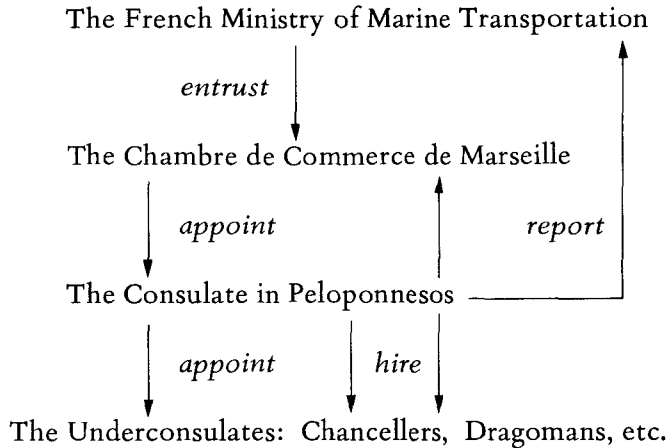 The French Ministry of Marine Transportation
entrust
The Chambre de Commerce de Marseille
appoint
report
The Consulate in Peloponnesos
appoint
hire
The Underconsulates: Chancellers, Dragomans, etc.